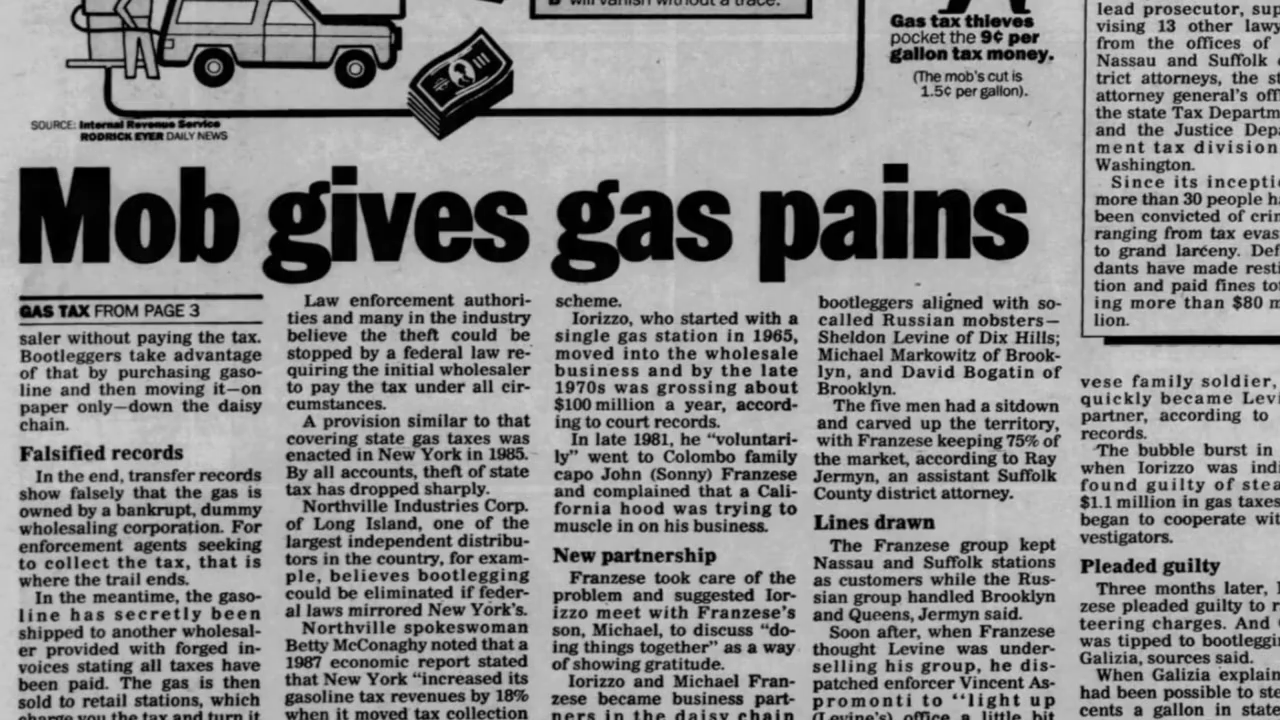 will vanish without a trace.
Gas tax thieves
pocket the 9¢ per
gallon tax money.
(The mob's cut is
1.5¢ per gallon).
SOURCE: Internal Revenue Service
RODRICK EYER DAILY NEWS
Mob gives gas pains
GAS TAX FROM PAGE 3
saler without paying the tax.
Bootleggers take advantage
of that by purchasing gaso-
line and then moving it—on
paper only—down the daisy
chain.
Falsified records
In the end, transfer records
show falsely that the gas is
owned by a bankrupt, dummy
wholesaling corporation. For
enforcement agents seeking
to collect the tax, that is
where the trail ends.
In the meantime, the gaso-
line has secretly been
shipped to another wholesal-
er provided with forged in-
voices stating all taxes have
been paid. The gas is then
sold to retail stations, which
charge you the tax and turn it
Law enforcement authori-
ties and many in the industry
believe the theft could be
stopped by a federal law re-
quiring the initial wholesaler
to pay the tax under all cir-
cumstances.
A provision similar to that
covering state gas taxes was
enacted in New York in 1985.
By all accounts, theft of state
tax has dropped sharply.
Northville Industries Corp.
of Long Island, one of the
largest independent distribu-
tors in the country, for exam-
ple, believes bootlegging
could be eliminated if feder-
al laws mirrored New York's.
Northville spokeswoman
Betty McConaghy noted that a
1987 economic report stated
that New York "increased its
gasoline tax revenues by 18%
when it moved tax collection
scheme.
Iorizzo, who started with a
single gas station in 1965,
moved into the wholesale
business and by the late
1970s was grossing about
$100 million a year, accord-
ing to court records.
In late 1981, he "voluntari-
ly" went to Colombo family
capo John (Sonny) Franzese
and complained that a Cali-
fornia hood was trying to
muscle in on his business.
New partnership
Franzese took care of the
problem and suggested Ior-
izzo meet with Franzese's
son, Michael, to discuss "do-
ing things together" as a way
of showing gratitude.
Iorizzo and Michael Fran-
zese became business part-
ners in the daisy chain
bootleggers aligned with so-
called Russian mobsters—
Sheldon Levine of Dix Hills;
Michael Markowitz of Brook-
lyn, and David Bogatin of
Brooklyn.
The five men had a sitdown
and carved up the territory,
with Franzese keeping 75% of
the market, according to Ray
Jermyn, an assistant Suffolk
County district attorney.
Lines drawn
The Franzese group kept
Nassau and Suffolk stations
as customers while the Rus-
sian group handled Brooklyn
and Queens, Jermyn said.
Soon after, when Franzese
thought Levine was under-
selling his group, he dis-
patched enforcer Vincent As-
promonti to "light up
(Levine's) office a little bit
lead prosecutor, sup
vising 13 other lawy
from the offices of
Nassau and Suffolk
trict attorneys, the st
attorney general's off
the state Tax Departm
and the Justice Depa
ment tax division
Washington.
Since its incepti
more than 30 people h
been convicted of crim
ranging from tax evas
to grand larceny. Def
dants have made resti
tion and paid fines tot
ing more than $80 m
lion.
vese family soldier,
quickly became Levi
partner, according to
records.
The bubble burst in
when Iorizzo was indi
found guilty of stea
$1.1 million in gas taxes
began to cooperate wit
vestigators.
Pleaded guilty
Three months later,
zese pleaded guilty to r
teering charges. And
was tipped to bootleggi
Galizia, sources said.
When Galizia explain
had been possible to ste
cents a gallon in state